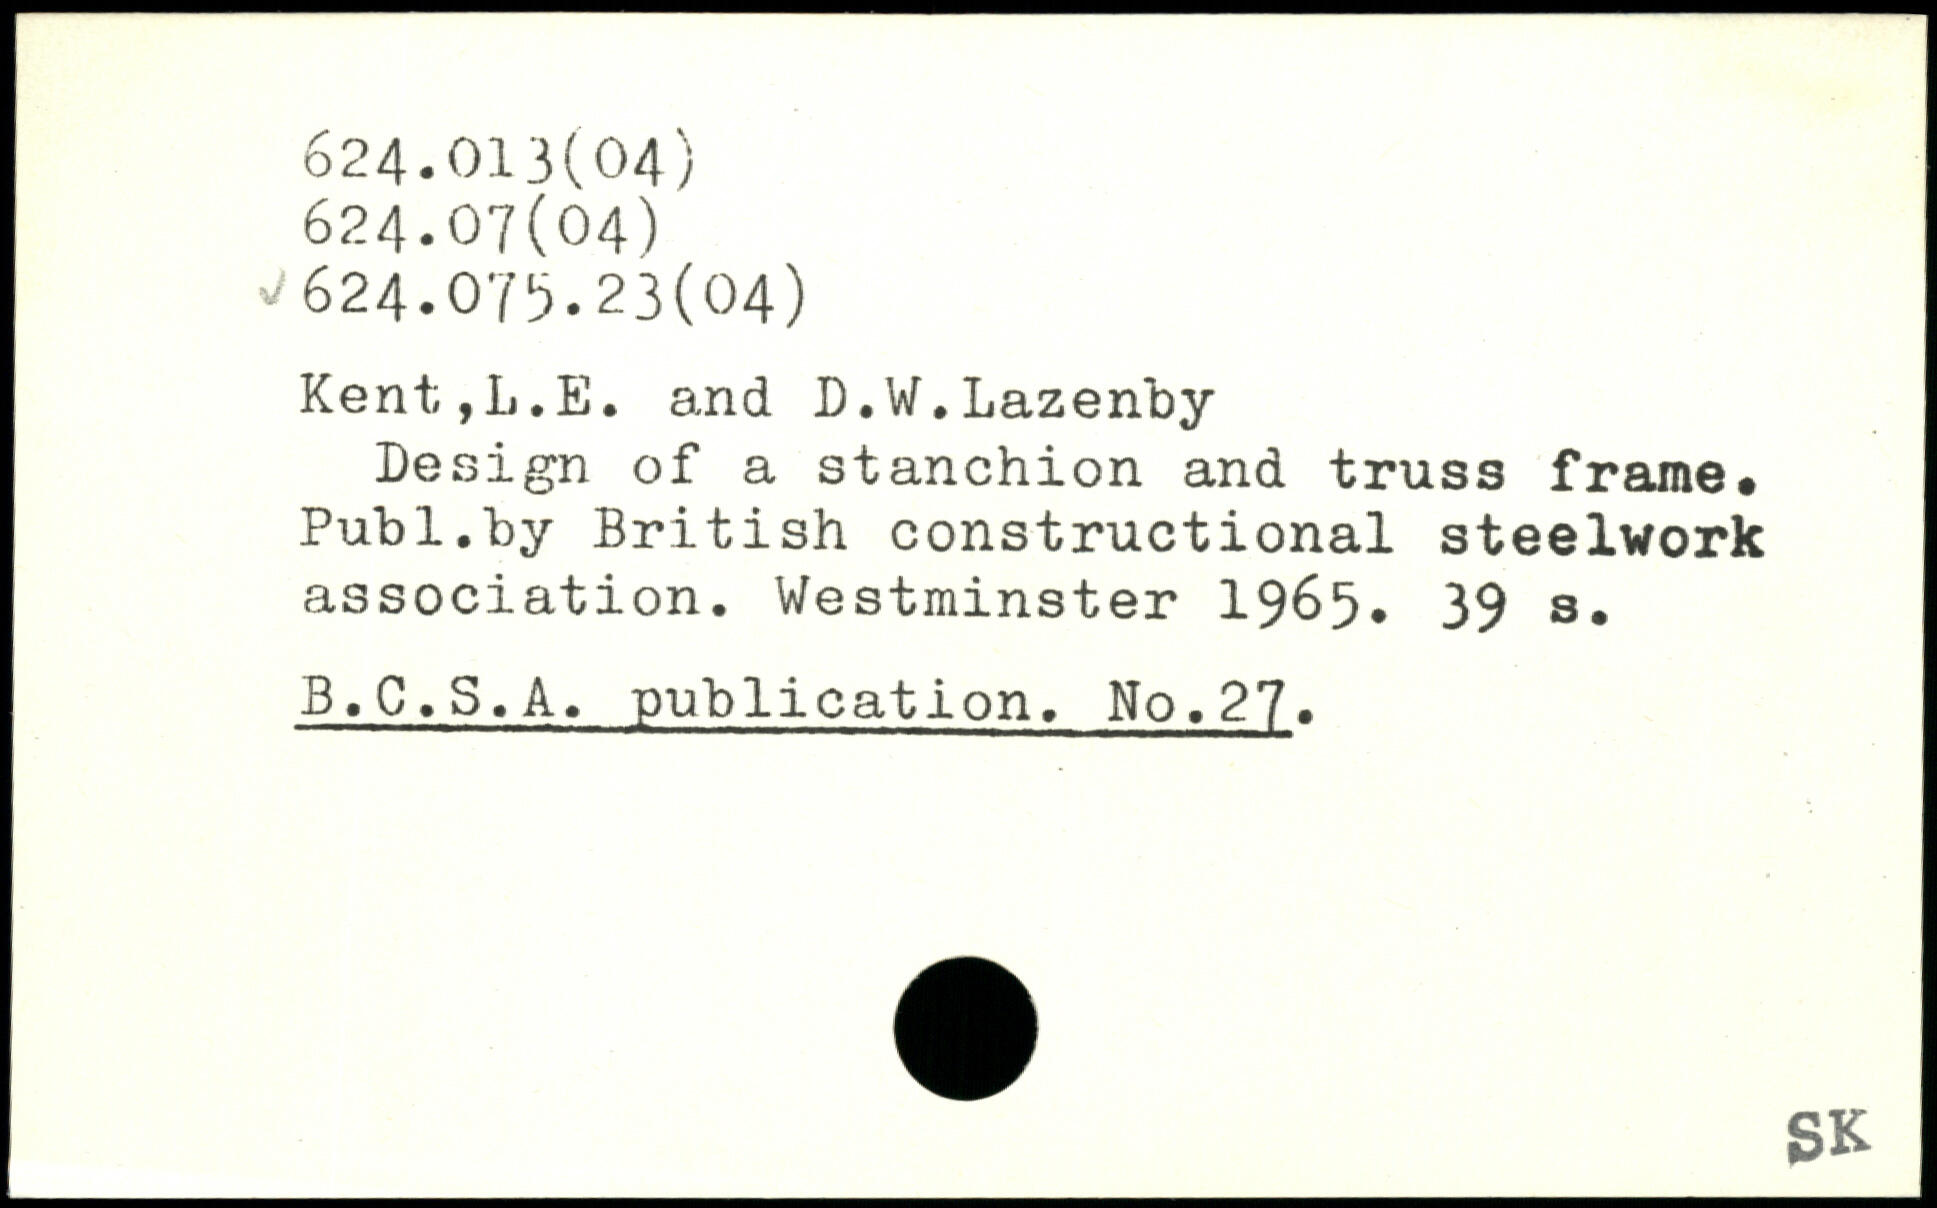 624.013(04)
624.07(04)
✓624.075.23(04)
Kent,L.E. and D.W.Lazenby
Design of a stanchion and truss frame.
Publ.by British constructional steelwork
association. Westminster 1965. 39 s.
B.C.S.A. publication. No.27.
SK